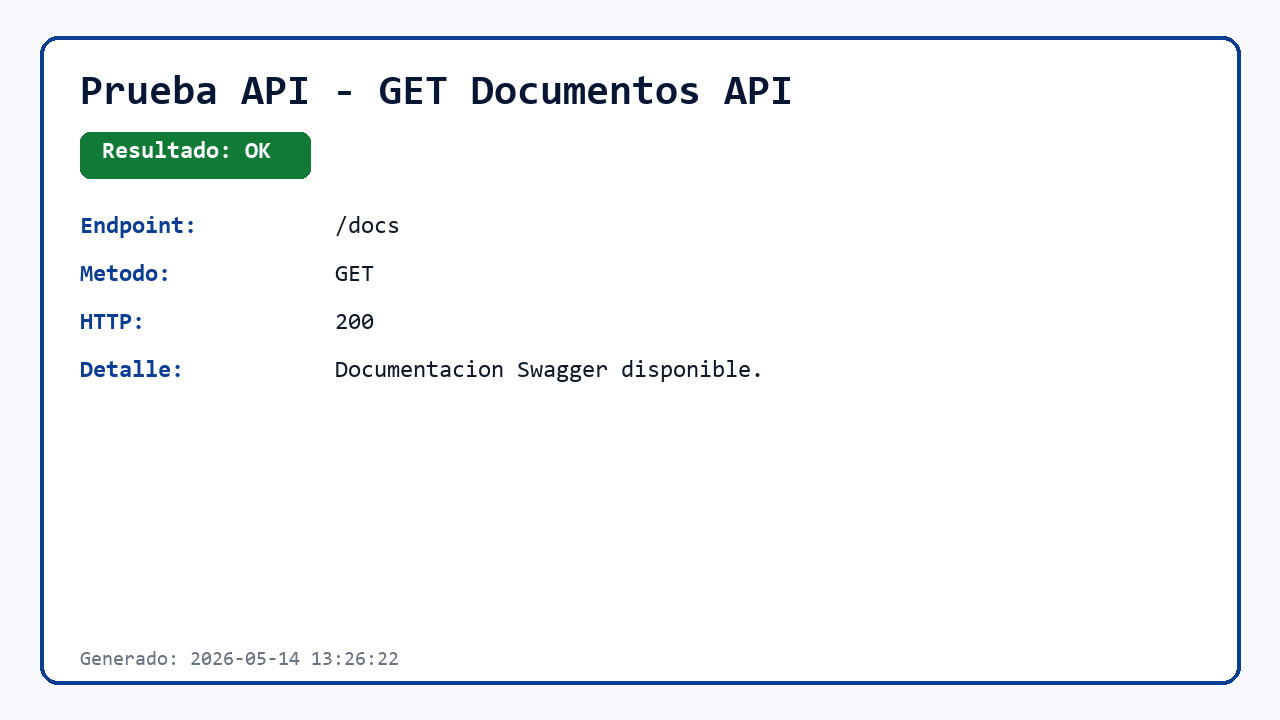 Prueba API - GET Documentos API
Resultado: OK
Endpoint: /docs
Metodo: GET
HTTP: 200
Detalle: Documentacion Swagger disponible.
Generado: 2026-05-14 13:26:22